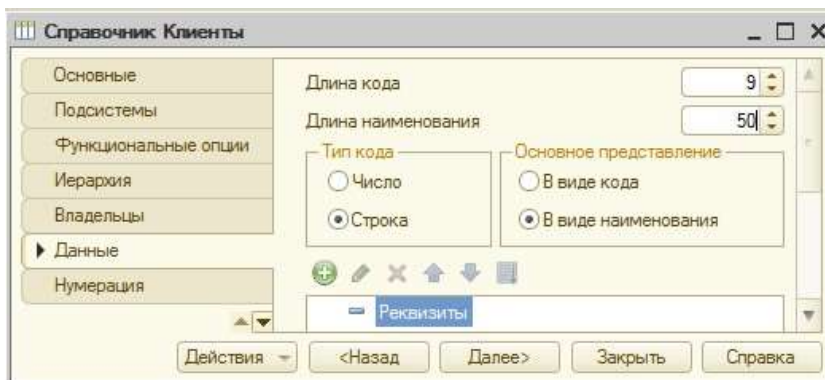 Справочник Клиенты
Основные
Подсистемы
Функциональные опции
Иерархия
Владельцы
Данные
Нумерация
Длина кода 9
Длина наименования 50
Тип кода Основное представление
Число В виде кода
Строка В виде наименования
Реквизиты
Действия <Назад Далее> Закрыть Справка